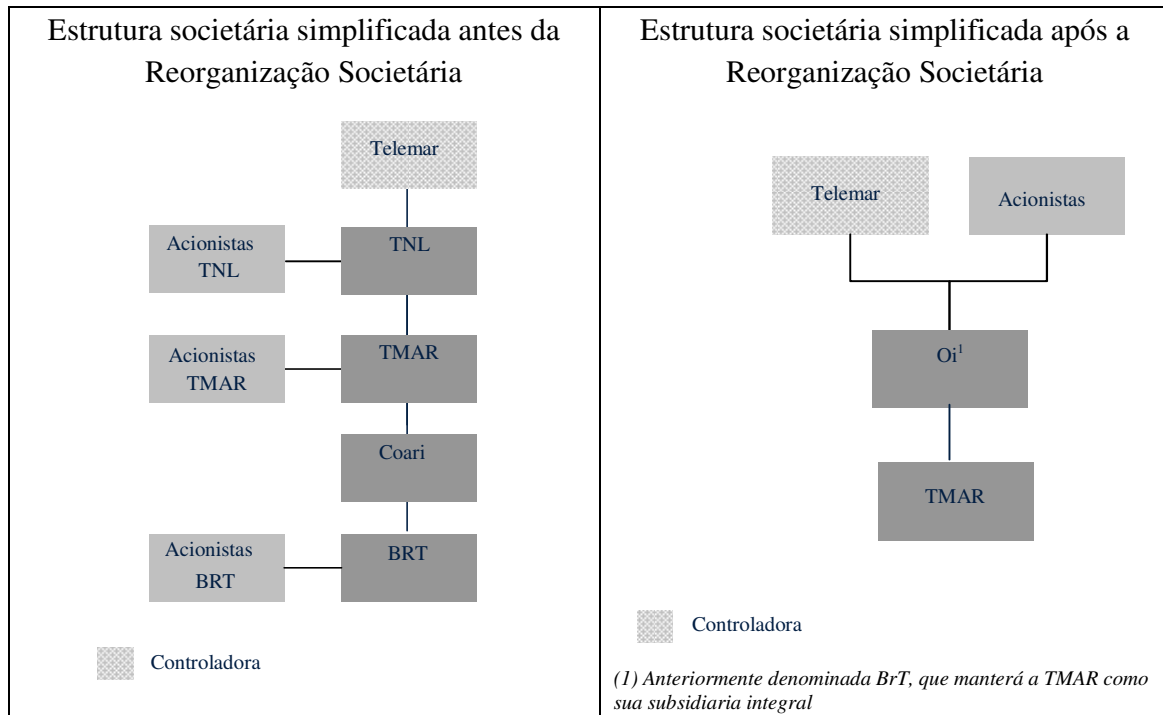 Estrutura societária simplificada antes da
Reorganização Societária
Telemar
Acionistas
TNL
TNL
Acionistas
TMAR
TMAR
Coari
Acionistas
BRT
BRT
Controladora
Estrutura societária simplificada após a
Reorganização Societária
Telemar
Acionistas
Oi¹
TMAR
Controladora
(1) Anteriormente denominada BrT, que manterá a TMAR como
sua subsidiaria integral